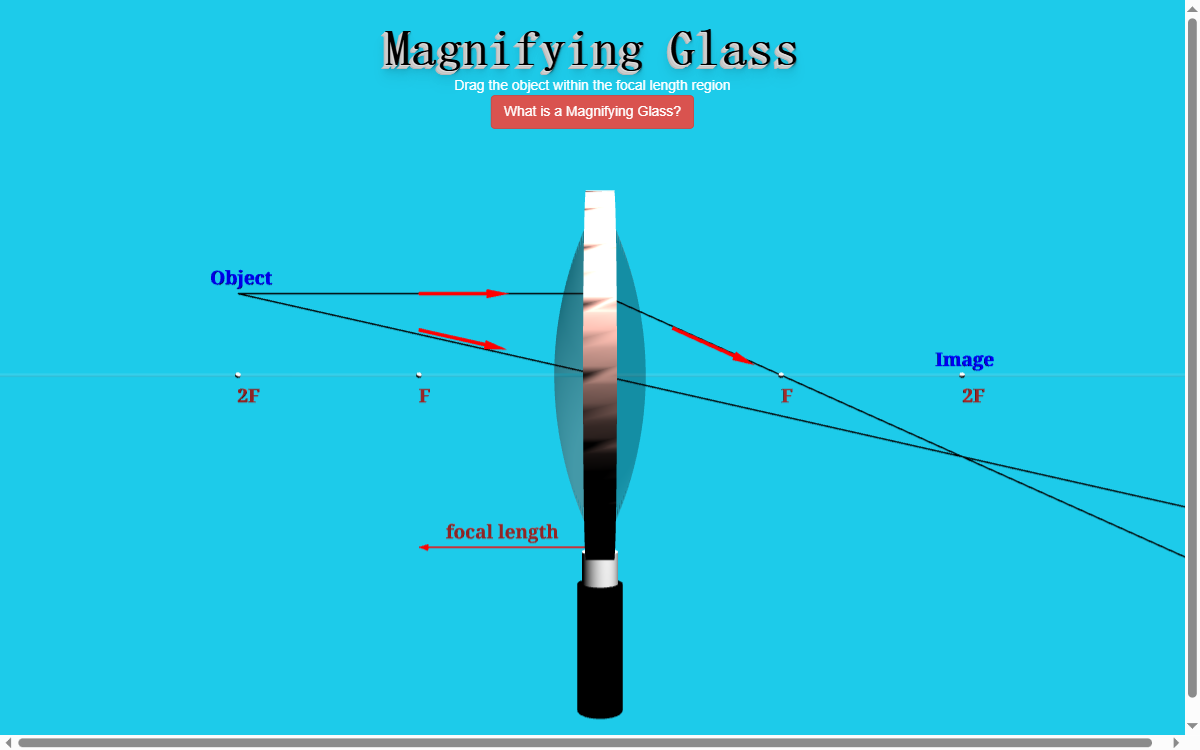 Magnifying Glass
Drag the object within the focal length region
What is a Magnifying Glass?
Object
Image
2F
F
F
2F
focal length